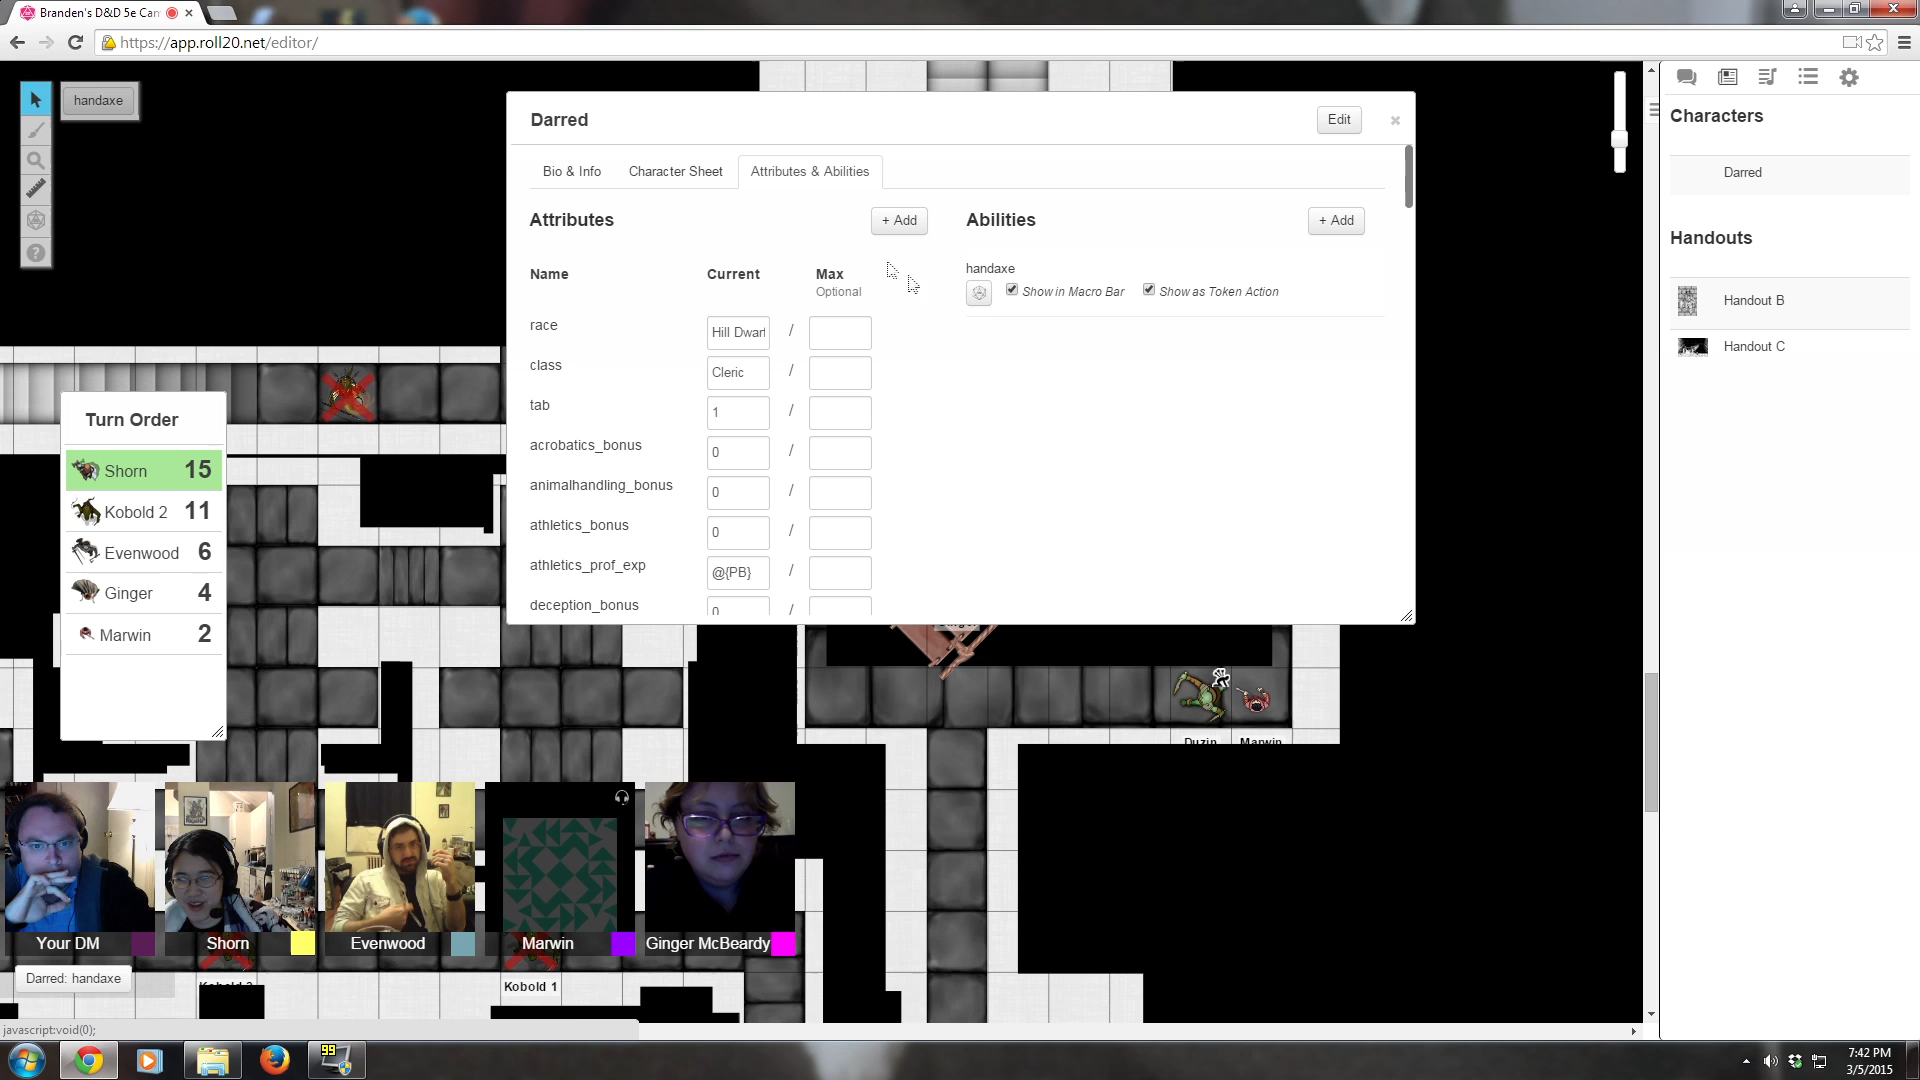 Branden's D&D 5e Can
https://app.roll20.net/editor/
handaxe
Darred
Edit
Bio & Info
Character Sheet
Attributes & Abilities
Attributes
+ Add
Name
Current
Max
Optional
race
Hill Dwarf
/
class
Cleric
/
tab
1
/
acrobatics_bonus
0
/
animalhandling_bonus
0
/
athletics_bonus
0
/
athletics_prof_exp
@{PB}
/
deception_bonus
0
/
Abilities
+ Add
handaxe
Show in Macro Bar
Show as Token Action
Characters
Darred
Handouts
Handout B
Handout C
Turn Order
Shorn 15
Kobold 2 11
Evenwood 6
Ginger 4
Marwin 2
Ginger
Duzin
Marwin
Your DM
Shorn
Evenwood
Marwin
Ginger McBeardy
Darred: handaxe
Kobold 1
javascript:void(0);
99
7:42 PM
3/5/2015